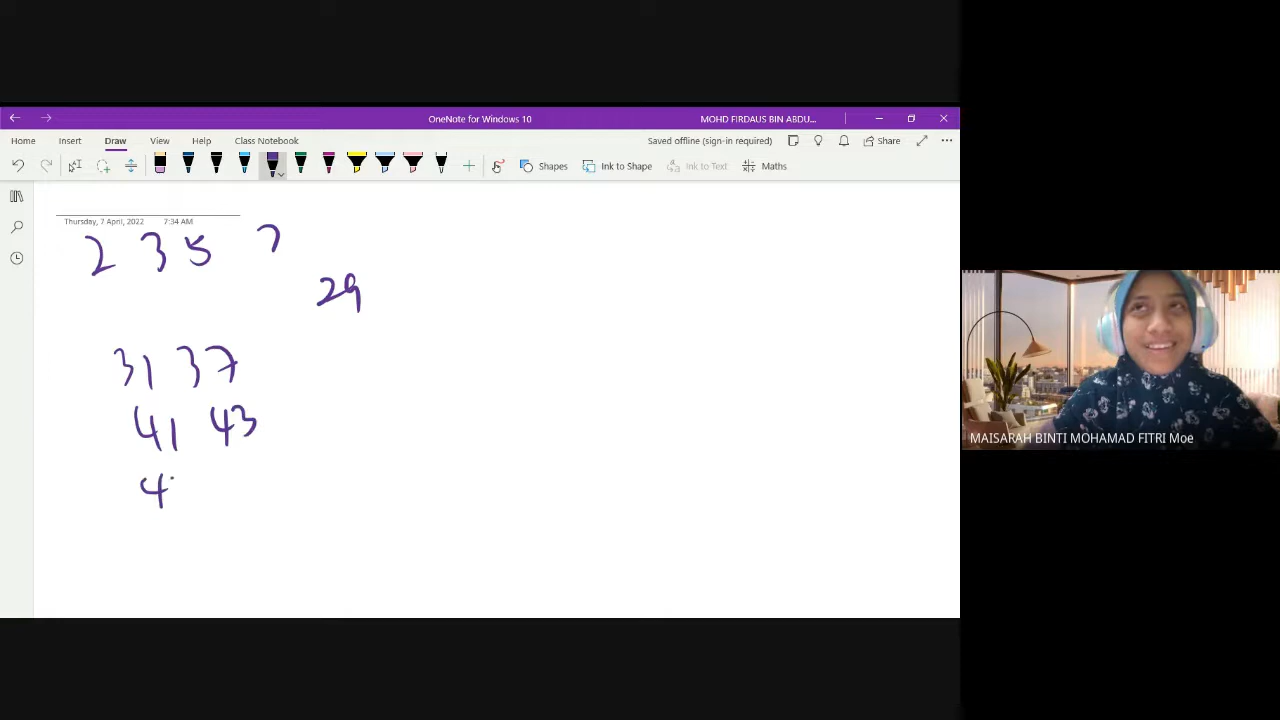 OneNote for Windows 10
MOHD FIRDAUS BIN ABDU...
Home Insert Draw View Help Class Notebook
Saved offline (sign-in required)
Share
Shapes
Ink to Shape
Ink to Text
Maths
Thursday, 7 April, 2022 7:34 AM
2 3 5 7
29
31 37
41 43
4
MAISARAH BINTI MOHAMAD FITRI Moe